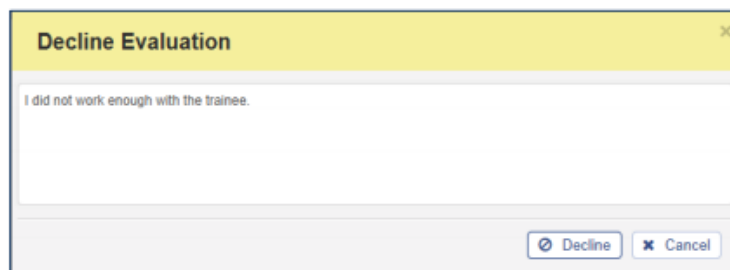 Decline Evaluation
I did not work enough with the trainee.
Decline
Cancel